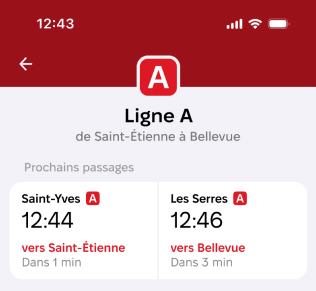 12:43
A
Ligne A
de Saint-Étienne à Bellevue
Prochains passages
Saint-Yves A
12:44
vers Saint-Étienne
Dans 1 min
Les Serres A
12:46
vers Bellevue
Dans 3 min